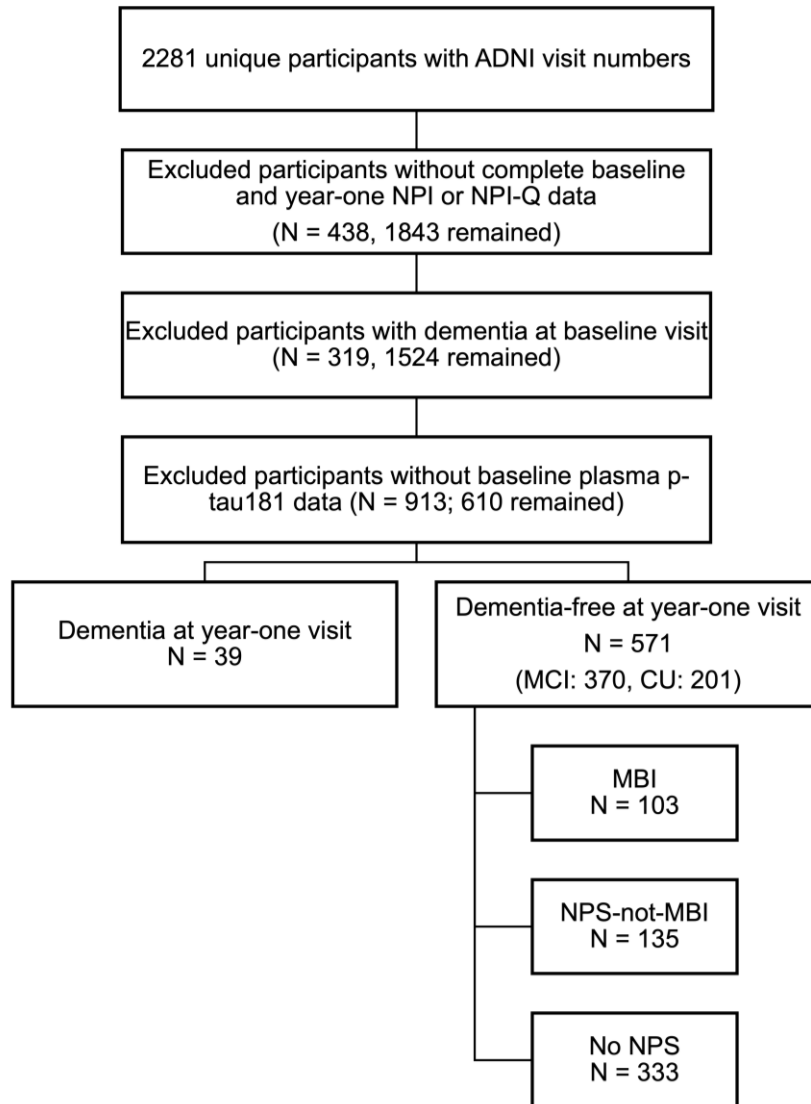 2281 unique participants with ADNI visit numbers
Excluded participants without complete baseline
and year-one NPI or NPI-Q data
(N = 438, 1843 remained)
Excluded participants with dementia at baseline visit
(N = 319, 1524 remained)
Excluded participants without baseline plasma p-
tau181 data (N = 913; 610 remained)
Dementia at year-one visit
N = 39
Dementia-free at year-one visit
N = 571
(MCI: 370, CU: 201)
MBI
N = 103
NPS-not-MBI
N = 135
No NPS
N = 333